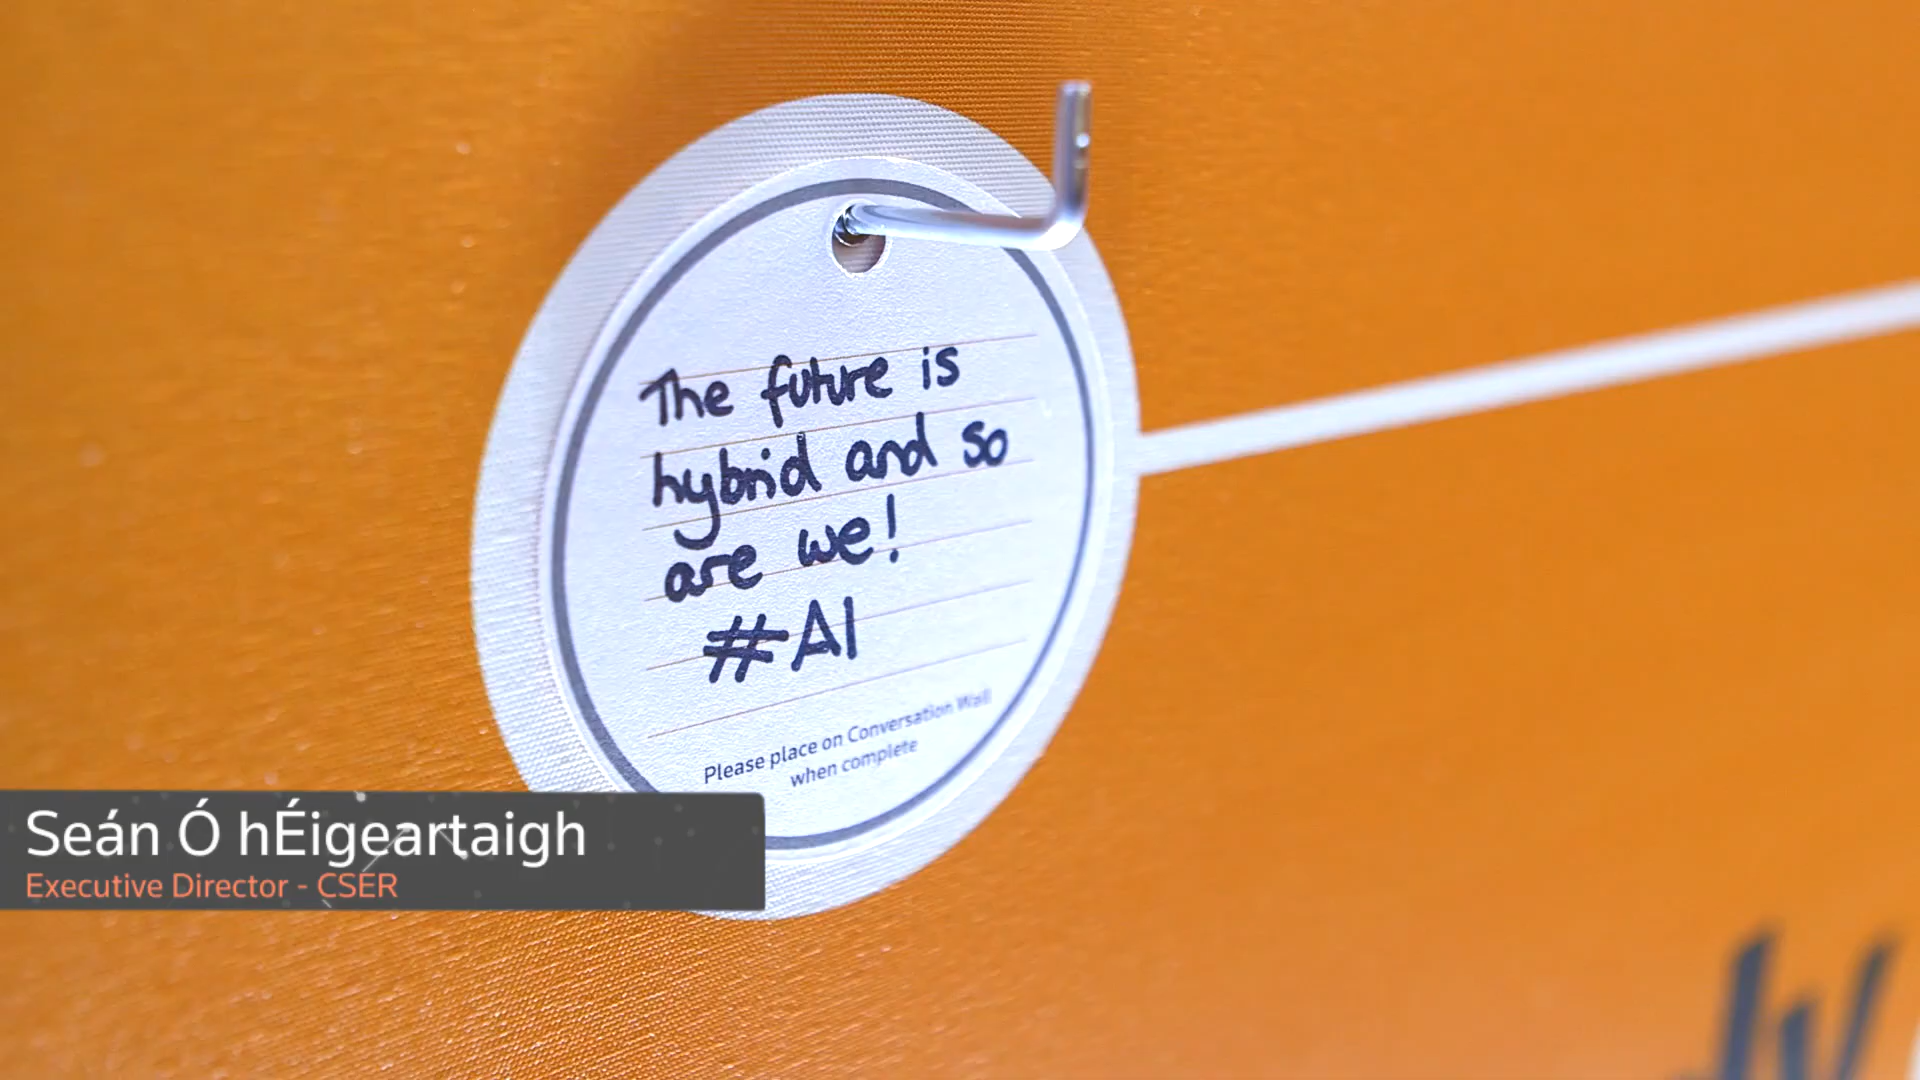 The future is
hybrid and so
are we!
#AI
Please place on Conversation Wall
when complete
Seán Ó hÉigeartaigh
Executive Director - CSER